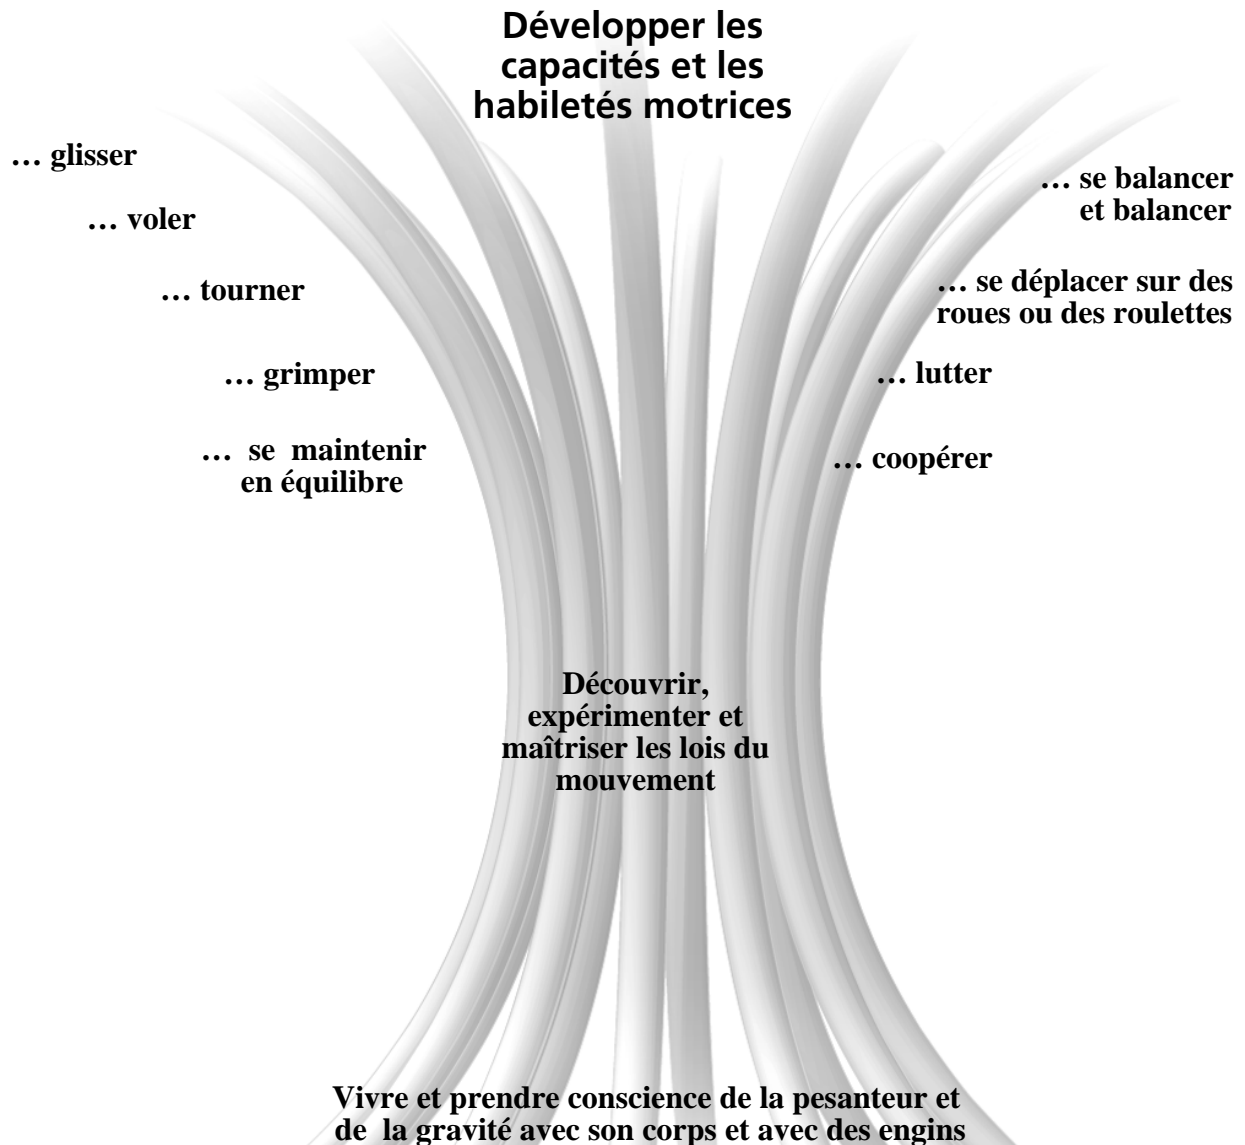 Développer les
capacités et les
habiletés motrices
… glisser
… voler
… tourner
… grimper
… se maintenir
en équilibre
… se balancer
et balancer
… se déplacer sur des
roues ou des roulettes
… lutter
… coopérer
Découvrir,
expérimenter et
maîtriser les lois du
mouvement
Vivre et prendre conscience de la pesanteur et
de la gravité avec son corps et avec des engins